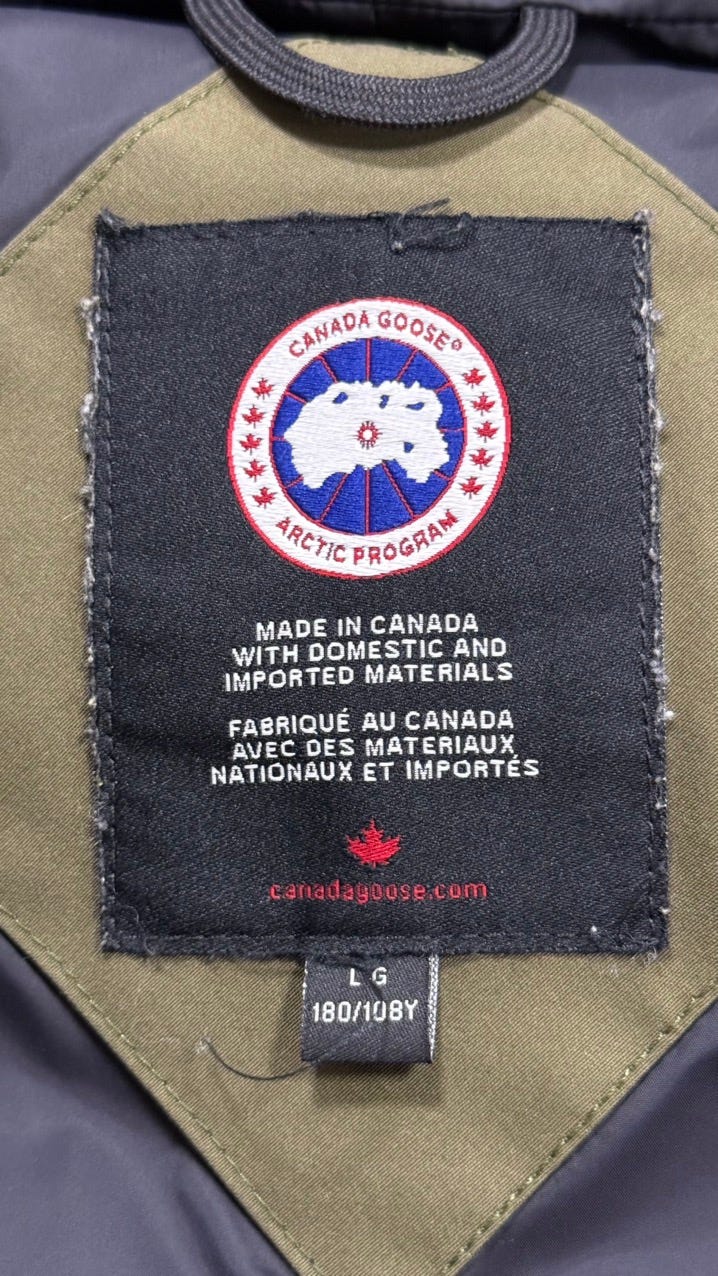 CANADA GOOSE®
ARCTIC PROGRAM
MADE IN CANADA
WITH DOMESTIC AND
IMPORTED MATERIALS
FABRIQUÉ AU CANADA
AVEC DES MATERIAUX
NATIONAUX ET IMPORTÉS
canadagoose.com
LG
180/108Y